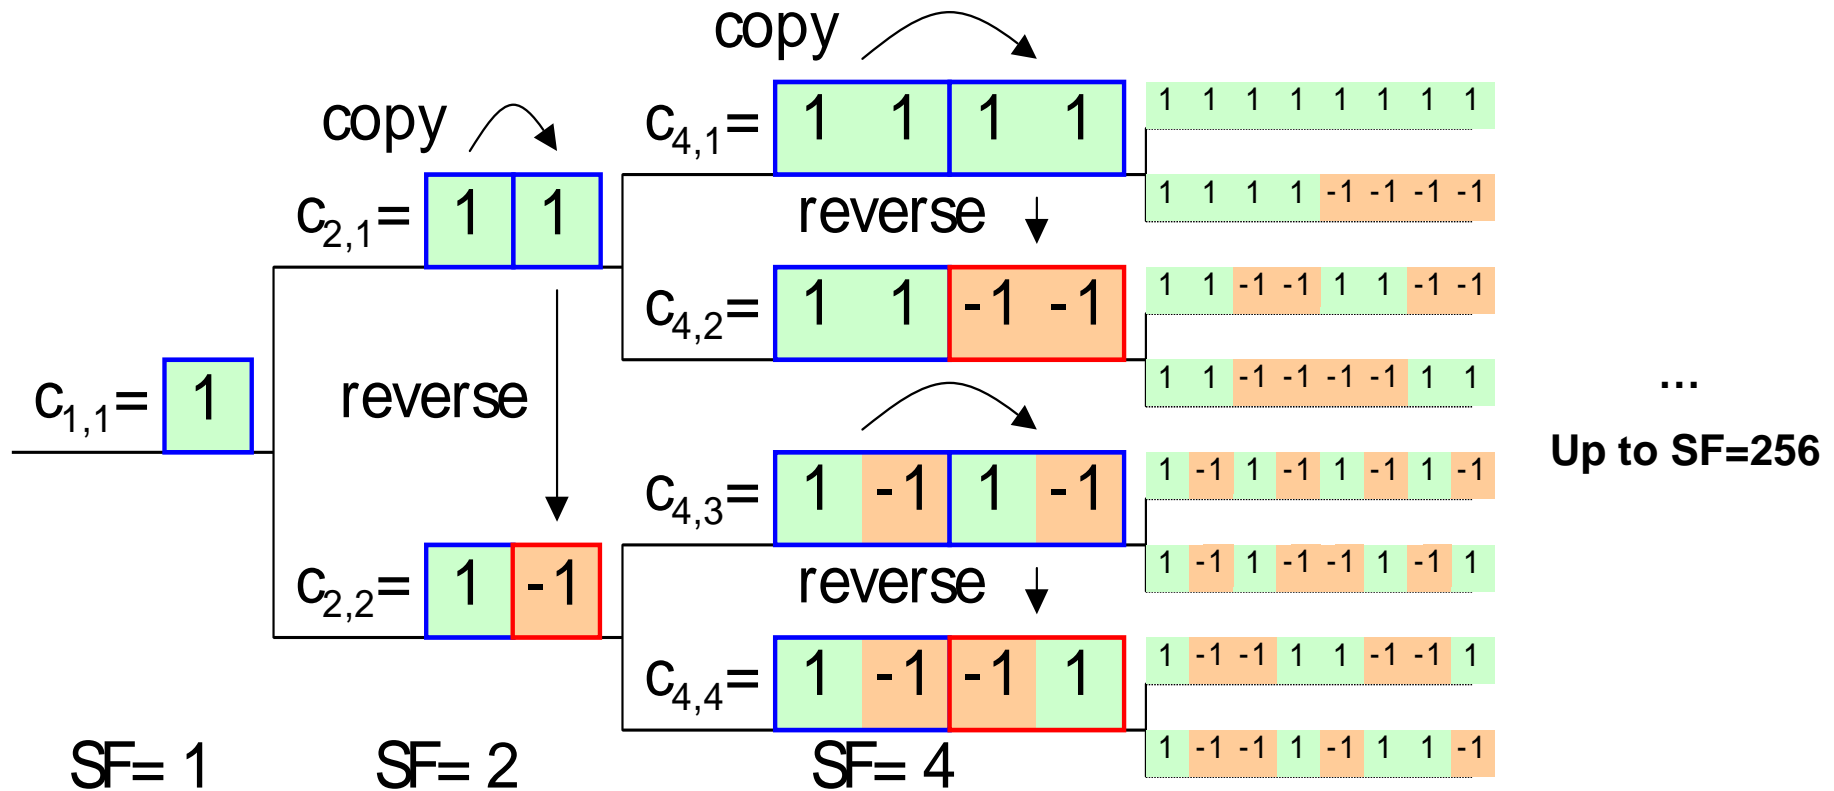 copy
c4,1= 1 1 1 1
1 1 1 1 1 1 1 1
copy
c2,1= 1 1
reverse
1 1 1 1 -1 -1 -1 -1
c4,2= 1 1 -1 -1
1 1 -1 -1 1 1 -1 -1
1 1 -1 -1 -1 -1 1 1
c1,1= 1
reverse
...
Up to SF=256
c4,3= 1 -1 1 -1
1 -1 1 -1 1 -1 1 -1
c2,2= 1 -1
reverse
1 -1 1 -1 -1 1 -1 1
c4,4= 1 -1 -1 1
1 -1 -1 1 1 -1 -1 1
1 -1 -1 1 -1 1 1 -1
SF= 1
SF= 2
SF= 4